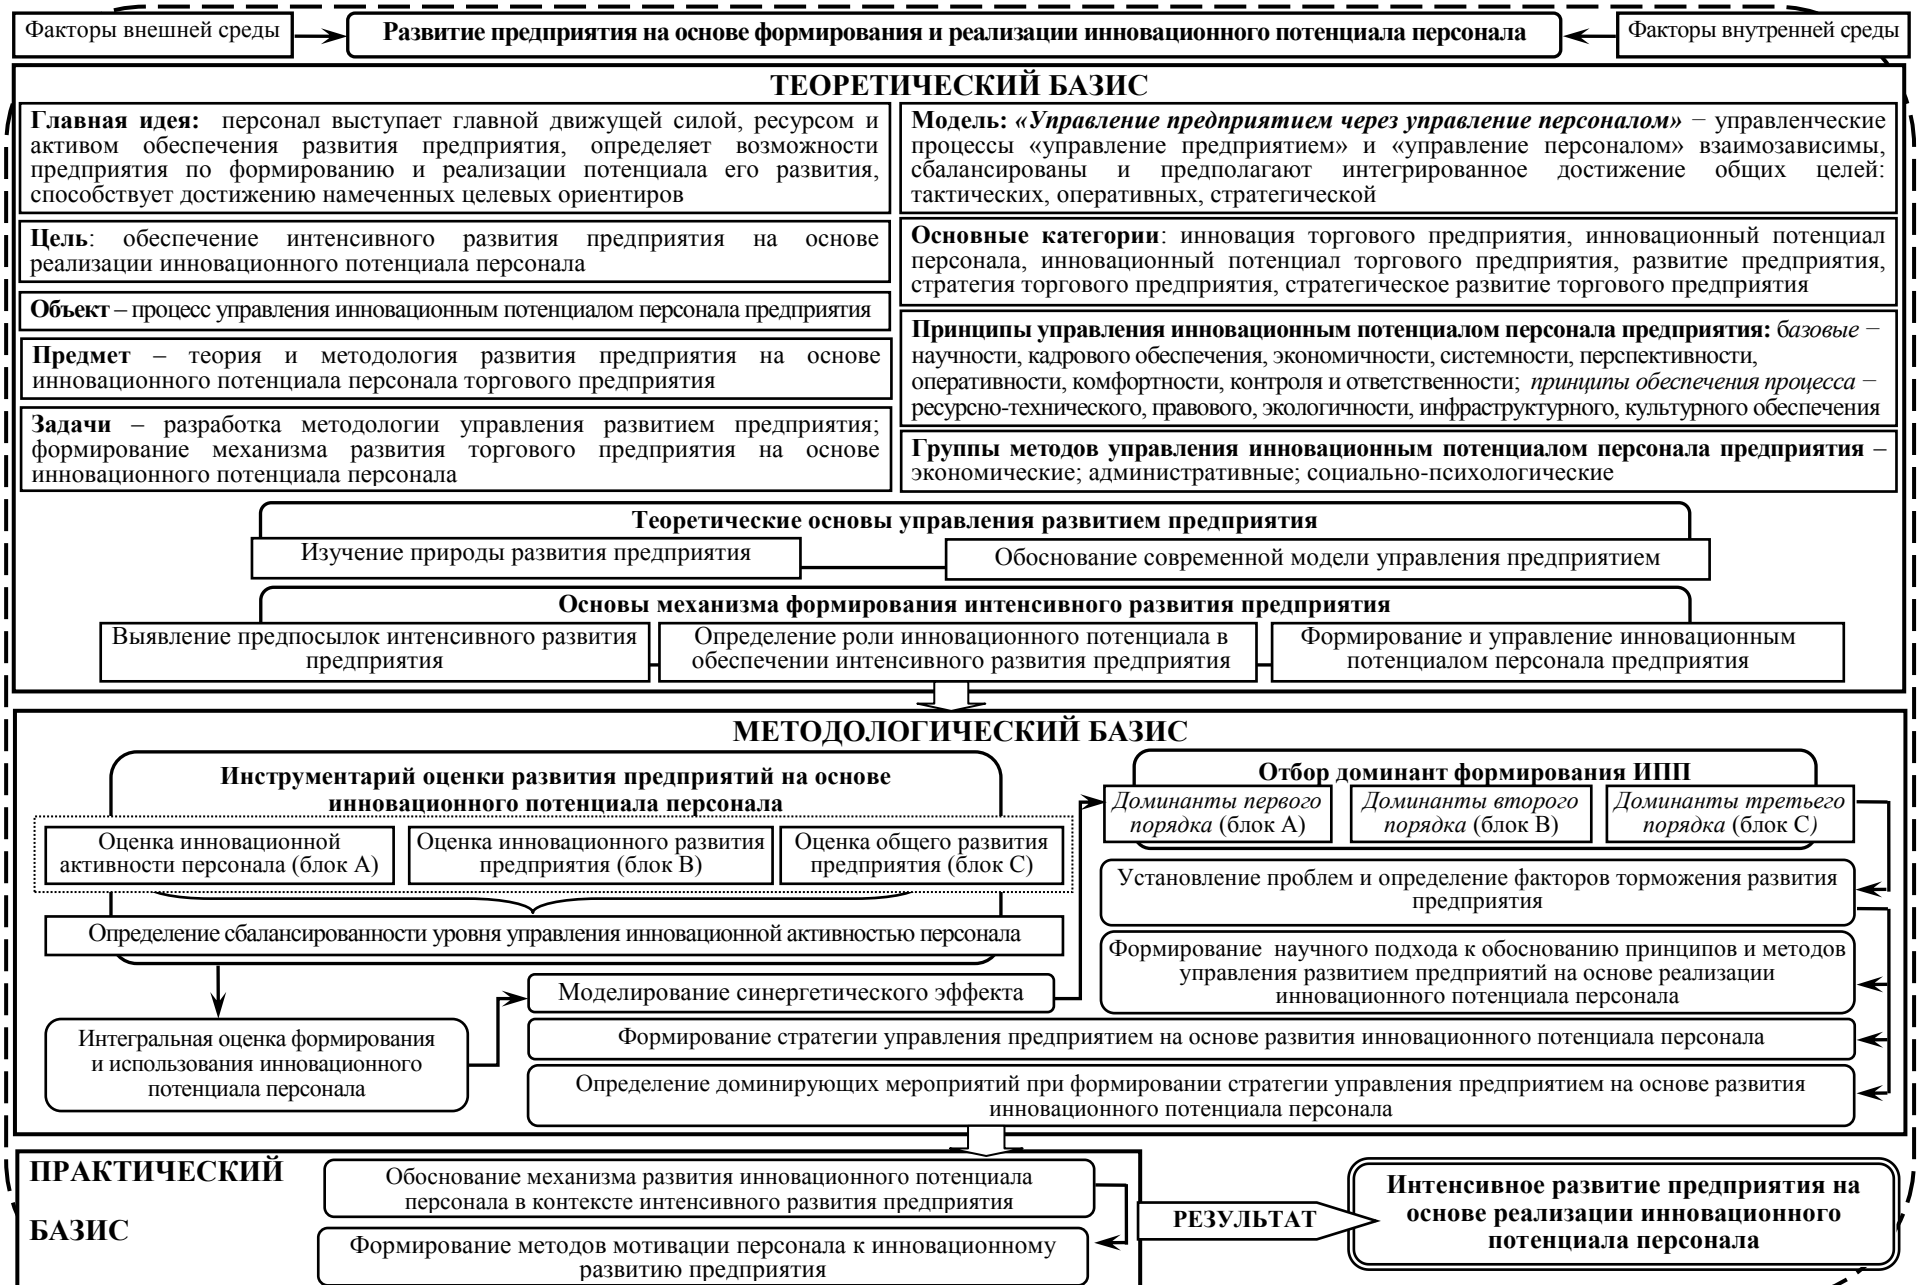 Факторы внешней среды
Развитие предприятия на основе формирования и реализации инновационного потенциала персонала
Факторы внутренней среды
ТЕОРЕТИЧЕСКИЙ БАЗИС
Главная идея: персонал выступает главной движущей силой, ресурсом и
активом обеспечения развития предприятия, определяет возможности
предприятия по формированию и реализации потенциала его развития,
способствует достижению намеченных целевых ориентиров
Цель: обеспечение интенсивного развития предприятия на основе
реализации инновационного потенциала персонала
Объект – процесс управления инновационным потенциалом персонала предприятия
Предмет – теория и методология развития предприятия на основе
инновационного потенциала персонала торгового предприятия
Задачи – разработка методологии управления развитием предприятия;
формирование механизма развития торгового предприятия на основе
инновационного потенциала персонала
Модель: «Управление предприятием через управление персоналом» − управленческие
процессы «управление предприятием» и «управление персоналом» взаимозависимы,
сбалансированы и предполагают интегрированное достижение общих целей:
тактических, оперативных, стратегической
Основные категории: инновация торгового предприятия, инновационный потенциал
персонала, инновационный потенциал торгового предприятия, развитие предприятия,
стратегия торгового предприятия, стратегическое развитие торгового предприятия
Принципы управления инновационным потенциалом персонала предприятия: базовые −
научности, кадрового обеспечения, экономичности, системности, перспективности,
оперативности, комфортности, контроля и ответственности; принципы обеспечения процесса −
ресурсно-технического, правового, экологичности, инфраструктурного, культурного обеспечения
Группы методов управления инновационным потенциалом персонала предприятия –
экономические; административные; социально-психологические
Теоретические основы управления развитием предприятия
Изучение природы развития предприятия
Обоснование современной модели управления предприятием
Основы механизма формирования интенсивного развития предприятия
Выявление предпосылок интенсивного развития
предприятия
Определение роли инновационного потенциала в
обеспечении интенсивного развития предприятия
Формирование и управление инновационным
потенциалом персонала предприятия
МЕТОДОЛОГИЧЕСКИЙ БАЗИС
Инструментарий оценки развития предприятий на основе
инновационного потенциала персонала
Оценка инновационной
активности персонала (блок А)
Оценка инновационного развития
предприятия (блок В)
Оценка общего развития
предприятия (блок С)
Определение сбалансированности уровня управления инновационной активностью персонала
Интегральная оценка формирования
и использования инновационного
потенциала персонала
Моделирование синергетического эффекта
Отбор доминант формирования ИПП
Доминанты первого
порядка (блок А)
Доминанты второго
порядка (блок В)
Доминанты третьего
порядка (блок С)
Установление проблем и определение факторов торможения развития
предприятия
Формирование научного подхода к обоснованию принципов и методов
управления развитием предприятий на основе реализации
инновационного потенциала персонала
Формирование стратегии управления предприятием на основе развития инновационного потенциала персонала
Определение доминирующих мероприятий при формировании стратегии управления предприятием на основе развития
инновационного потенциала персонала
ПРАКТИЧЕСКИЙ
БАЗИС
Обоснование механизма развития инновационного потенциала
персонала в контексте интенсивного развития предприятия
Формирование методов мотивации персонала к инновационному
развитию предприятия
РЕЗУЛЬТАТ
Интенсивное развитие предприятия на
основе реализации инновационного
потенциала персонала